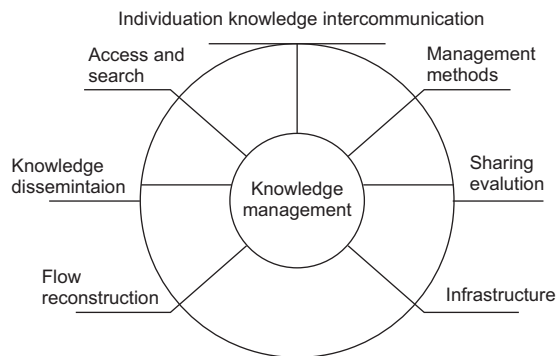 Individuation knowledge intercommunication
Access and
search
Management
methods
Knowledge
dissemintaion
Knowledge
management
Sharing
evalution
Flow
reconstruction
Infrastructure